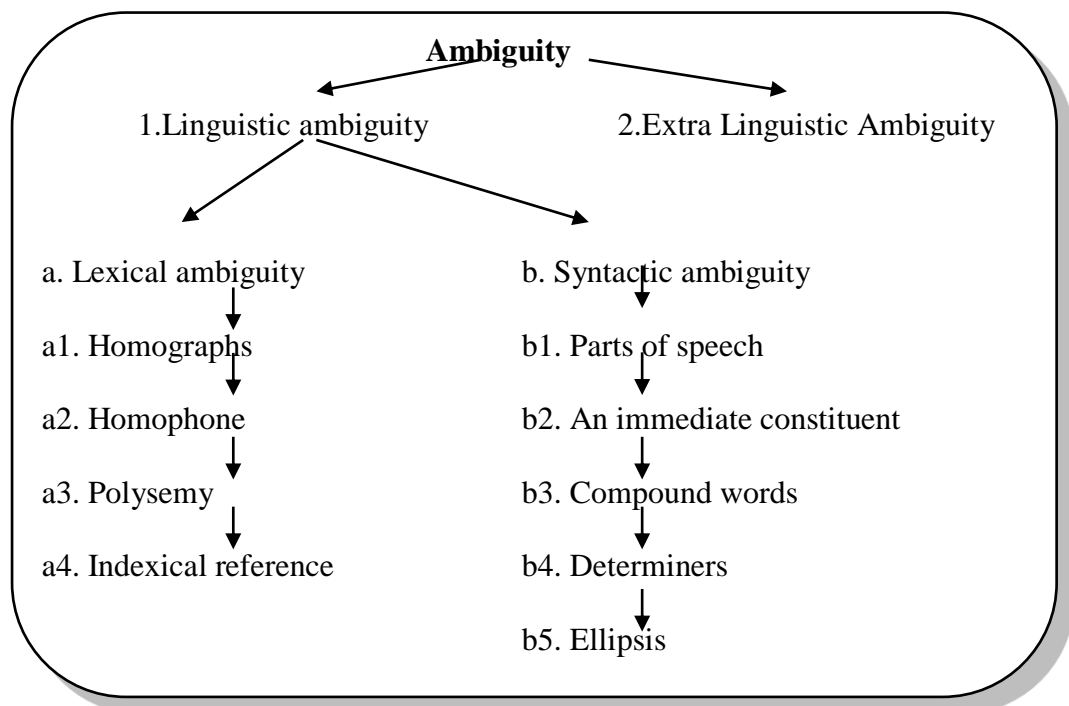 Ambiguity
1.Linguistic ambiguity
2.Extra Linguistic Ambiguity
a. Lexical ambiguity
b. Syntactic ambiguity
a1. Homographs
b1. Parts of speech
a2. Homophone
b2. An immediate constituent
a3. Polysemy
b3. Compound words
a4. Indexical reference
b4. Determiners
b5. Ellipsis